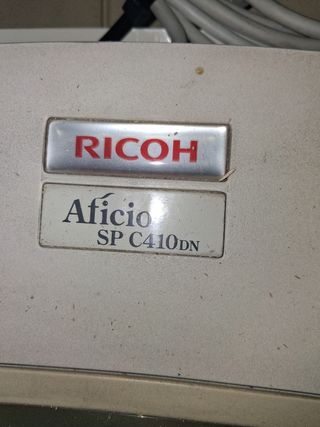 RICOH
Aficio
SP C410DN